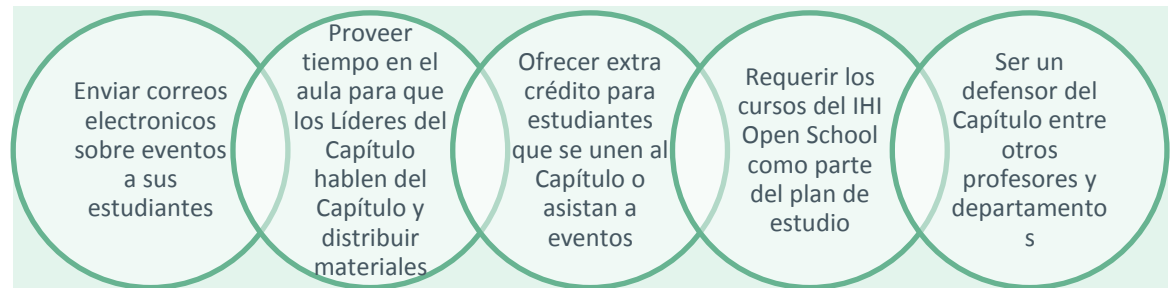 Enviar correos
electronicos
sobre eventos
a sus
estudiantes
Proveer
tiempo en el
aula para que
los Líderes del
Capítulo
hablen del
Capítulo y
distribuir
materiales
Ofrecer extra
crédito para
estudiantes
que se unen al
Capítulo o
asistan a
eventos
Requerir los
cursos del IHI
Open School
como parte
del plan de
estudio
Ser un
defensor del
Capítulo entre
otros
profesores y
departamento
s